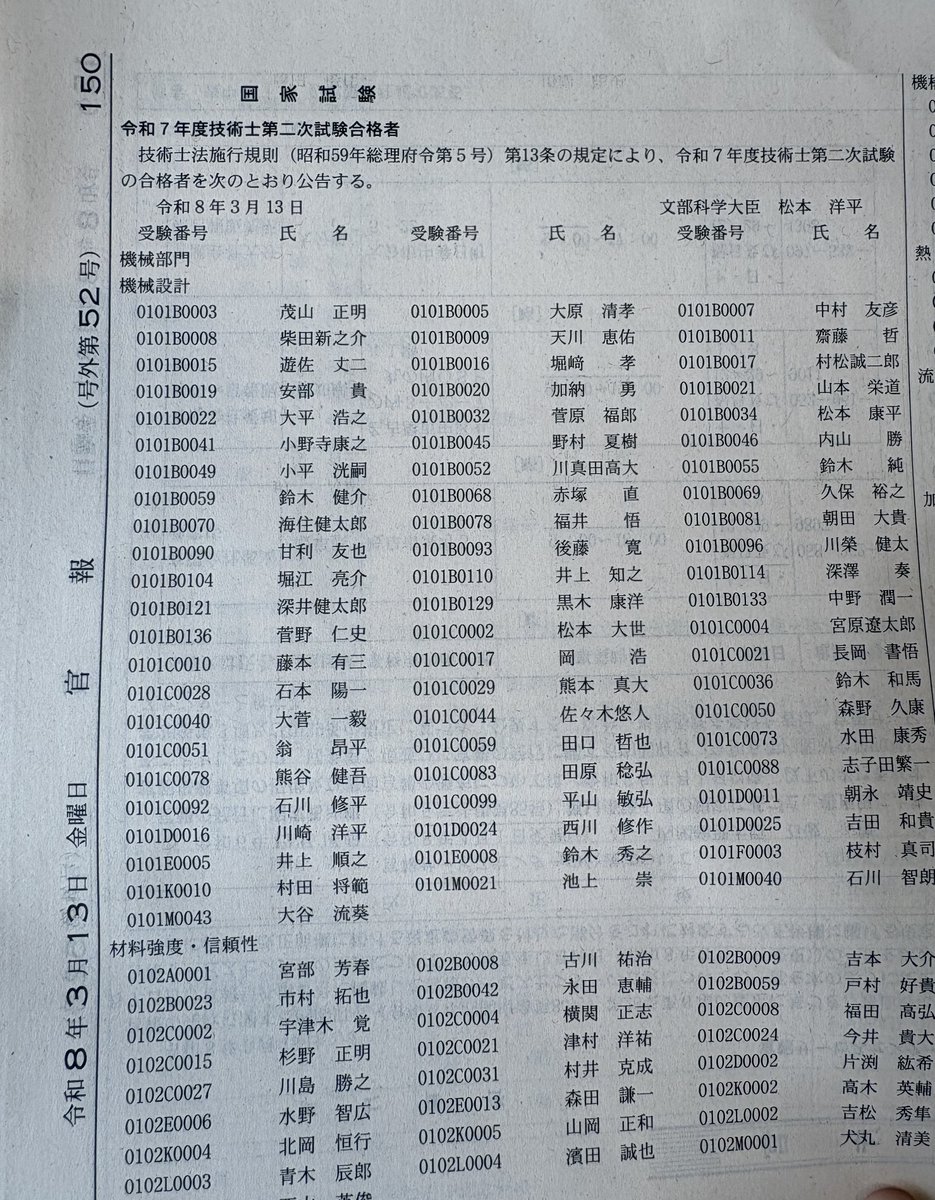 令和8年3月13日 金曜日 官報 (号外第52号) 150
国家試験
令和7年度技術士第二次試験合格者
技術士法施行規則（昭和59年総理府令第5号）第13条の規定により、令和7年度技術士第二次試験
の合格者を次のとおり公告する。
令和8年3月13日 文部科学大臣 松本 洋平
受験番号 氏 名 受験番号 氏 名 受験番号 氏 名
機械部門
機械設計
0101B0003 茂山 正明 0101B0005 大原 清孝 0101B0007 中村 友彦
0101B0008 柴田新之介 0101B0009 天川 恵佑 0101B0011 齋藤 哲
0101B0015 遊佐 丈二 0101B0016 堀﨑 孝 0101B0017 村松誠二郎
0101B0019 安部 貴 0101B0020 加納 勇 0101B0021 山本 栄道
0101B0022 大平 浩之 0101B0032 菅原 福郎 0101B0034 松本 康平
0101B0041 小野寺康之 0101B0045 野村 夏樹 0101B0046 内山 勝
0101B0049 小平 洸嗣 0101B0052 川真田高大 0101B0055 鈴木 純
0101B0059 鈴木 健介 0101B0068 赤塚 直 0101B0069 久保 裕之
0101B0070 海住健太郎 0101B0078 福井 悟 0101B0081 朝田 大貴
0101B0090 甘利 友也 0101B0093 後藤 寛 0101B0096 川榮 健太
0101B0104 堀江 亮介 0101B0110 井上 知之 0101B0114 深澤 奏
0101B0121 深井健太郎 0101B0129 黒木 康洋 0101B0133 中野 潤一
0101B0136 菅野 仁史 0101C0002 松本 大世 0101C0004 宮原遼太郎
0101C0010 藤本 有三 0101C0017 岡 浩 0101C0021 長岡 書悟
0101C0028 石本 陽一 0101C0029 熊本 真大 0101C0036 鈴木 和馬
0101C0040 大菅 一毅 0101C0044 佐々木悠人 0101C0050 森野 久康
0101C0051 翁 昂平 0101C0059 田口 哲也 0101C0073 水田 康秀
0101C0078 熊谷 健吾 0101C0083 田原 稔弘 0101C0088 志子田繁一
0101C0092 石川 修平 0101C0099 平山 敏弘 0101D0011 朝永 靖史
0101D0016 川崎 洋平 0101D0024 西川 修作 0101D0025 吉田 和貴
0101E0005 井上 順之 0101E0008 鈴木 秀之 0101F0003 枝村 真司
0101K0010 村田 将範 0101M0021 池上 崇 0101M0040 石川 智朗
0101M0043 大谷 流葵
材料強度・信頼性
0102A0001 宮部 芳春 0102B0008 古川 祐治 0102B0009 吉本 大介
0102B0023 市村 拓也 0102B0042 永田 恵輔 0102B0059 戸村 好貴
0102C0002 宇津木 覚 0102C0004 横関 正志 0102C0008 福田 高弘
0102C0015 杉野 正明 0102C0021 津村 洋祐 0102C0024 今井 貴大
0102C0027 川島 勝之 0102C0031 村井 克成 0102D0002 片渕 紘希
0102E0006 水野 智広 0102E0013 森田 謙一 0102K0002 高木 英輔
0102K0004 北岡 恒行 0102K0005 山岡 正和 0102L0002 吉松 秀隼
0102L0003 青木 辰郎 0102L0004 濱田 誠也 0102M0001 犬丸 清美
機
熱
流
加